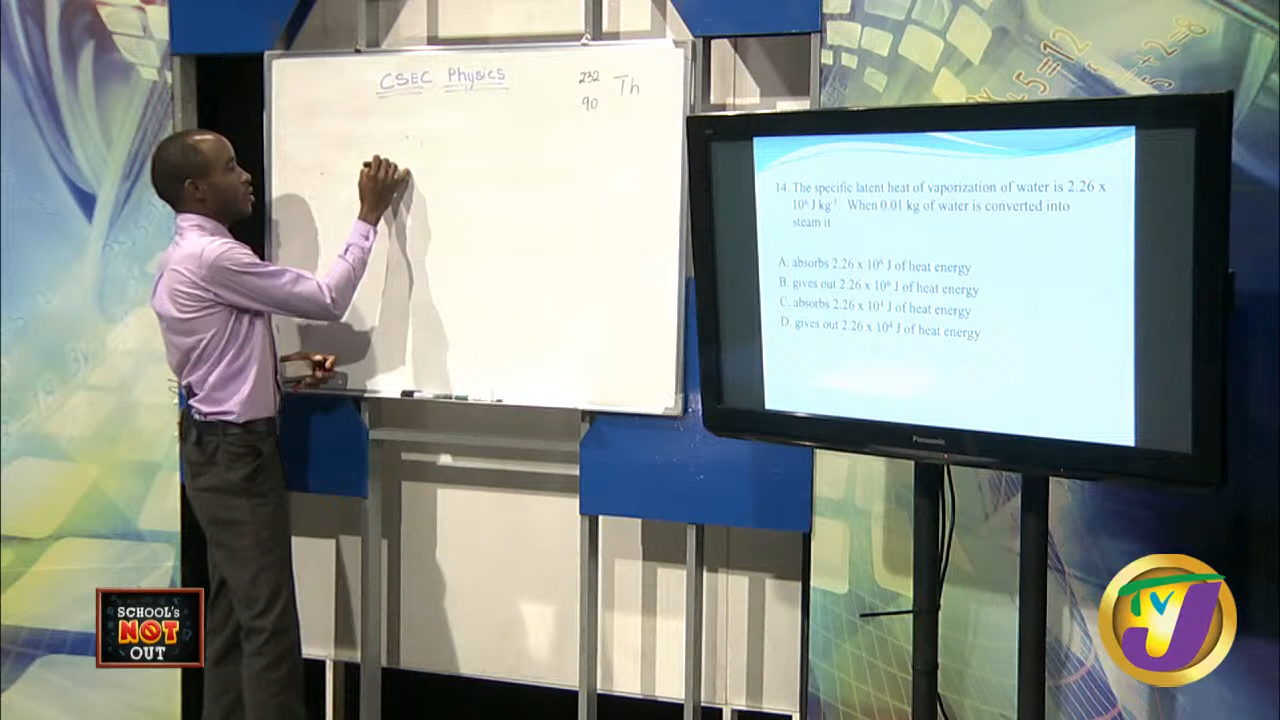 CSEC Physics
232
90 Th
14. The specific latent heat of vaporization of water is 2.26 x
10⁶ J kg⁻¹. When 0.01 kg of water is converted into
steam it
A. absorbs 2.26 x 10⁶ J of heat energy
B. gives out 2.26 x 10⁶ J of heat energy
C. absorbs 2.26 x 10⁴ J of heat energy
D. gives out 2.26 x 10⁴ J of heat energy
Panasonic
SCHOOL'S
NOT
OUT
TVJ